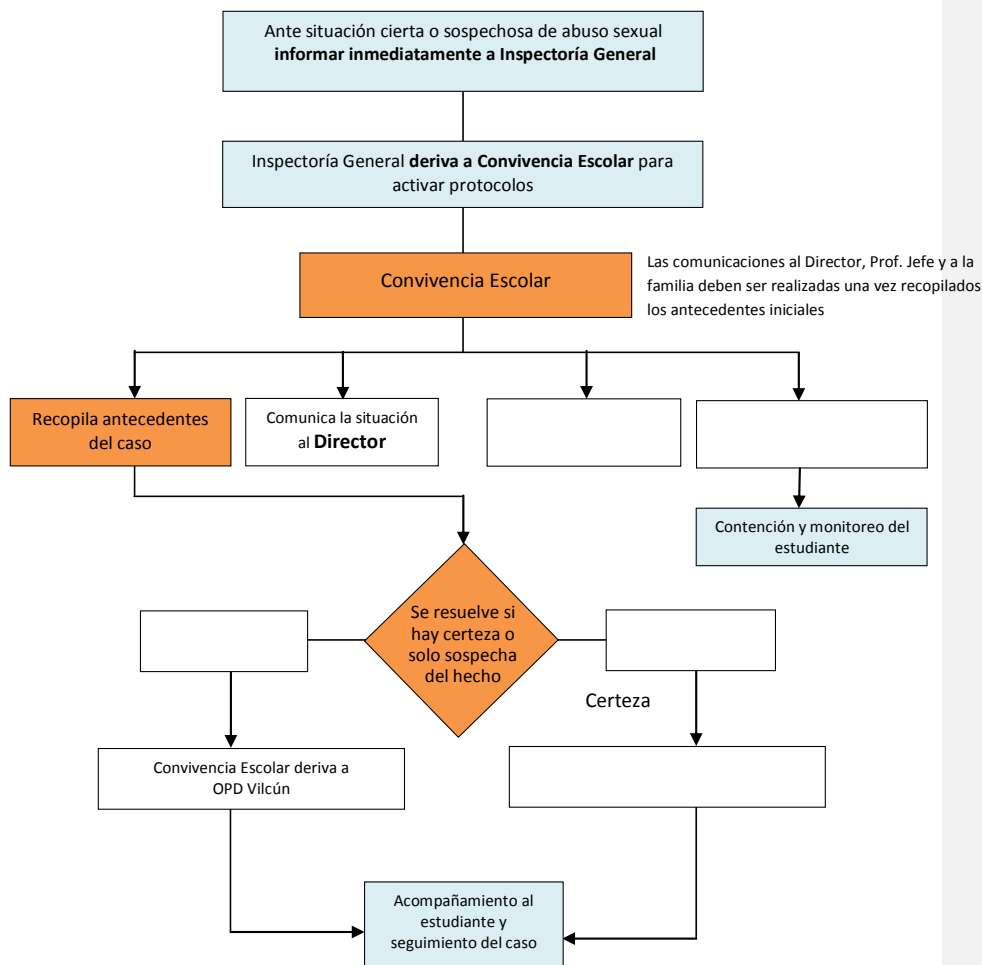 Ante situación cierta o sospechosa de abuso sexual
informar inmediatamente a Inspectoría General
Inspectoría General deriva a Convivencia Escolar para
activar protocolos
Convivencia Escolar
Las comunicaciones al Director, Prof. Jefe y a la
familia deben ser realizadas una vez recopilados
los antecedentes iniciales
Recopila antecedentes
del caso
Comunica la situación
al Director
Contención y monitoreo del
estudiante
Se resuelve si
hay certeza o
solo sospecha
del hecho
Certeza
Convivencia Escolar deriva a
OPD Vilcún
Acompañamiento al
estudiante y
seguimiento del caso